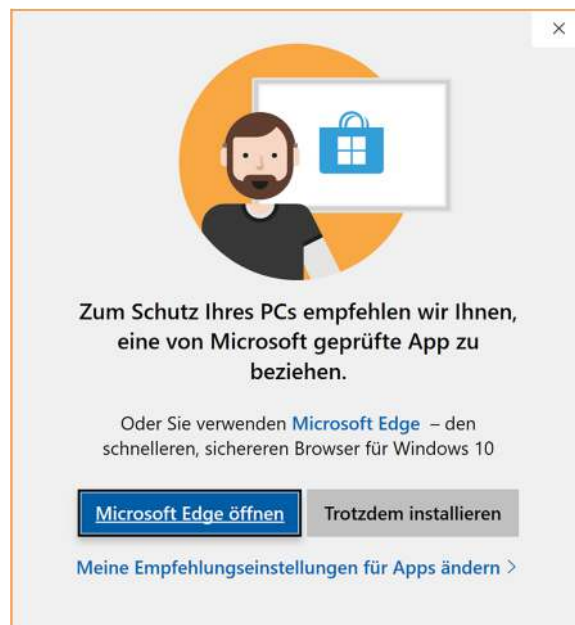 Zum Schutz Ihres PCs empfehlen wir Ihnen,
eine von Microsoft geprüfte App zu
beziehen.
Oder Sie verwenden Microsoft Edge – den
schnelleren, sichereren Browser für Windows 10
Microsoft Edge öffnen
Trotzdem installieren
Meine Empfehlungseinstellungen für Apps ändern >